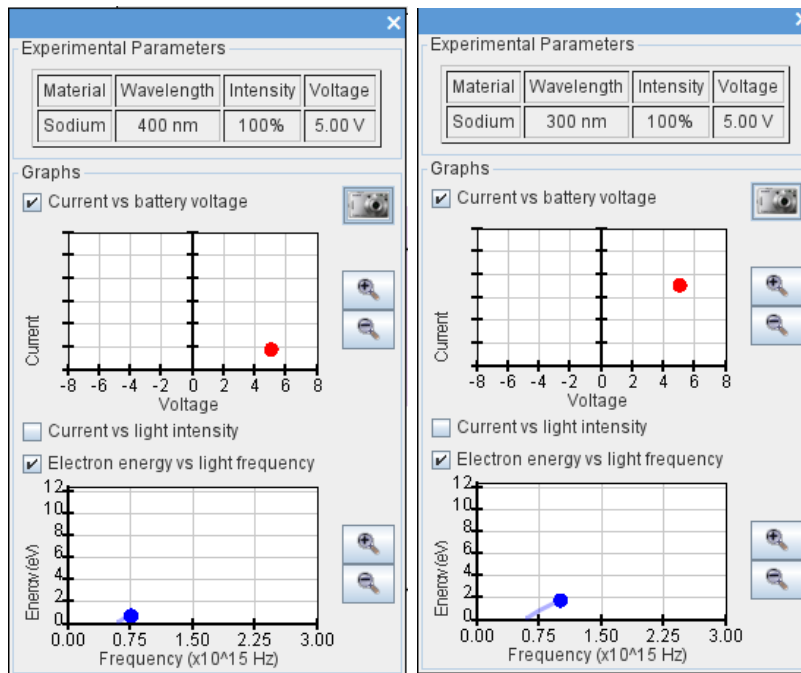 Experimental Parameters
Material Wavelength Intensity Voltage
Sodium 400 nm 100% 5.00 V
Graphs
Current vs battery voltage
Current
-8 -6 -4 -2 0 2 4 6 8
Voltage
Current vs light intensity
Electron energy vs light frequency
12
10
8
6
4
2
0
Energy (eV)
0.00 0.75 1.50 2.25 3.00
Frequency (x10^15 Hz)
Experimental Parameters
Material Wavelength Intensity Voltage
Sodium 300 nm 100% 5.00 V
Graphs
Current vs battery voltage
Current
-8 -6 -4 -2 0 2 4 6 8
Voltage
Current vs light intensity
Electron energy vs light frequency
12
10
8
6
4
2
0
Energy (eV)
0.00 0.75 1.50 2.25 3.00
Frequency (x10^15 Hz)